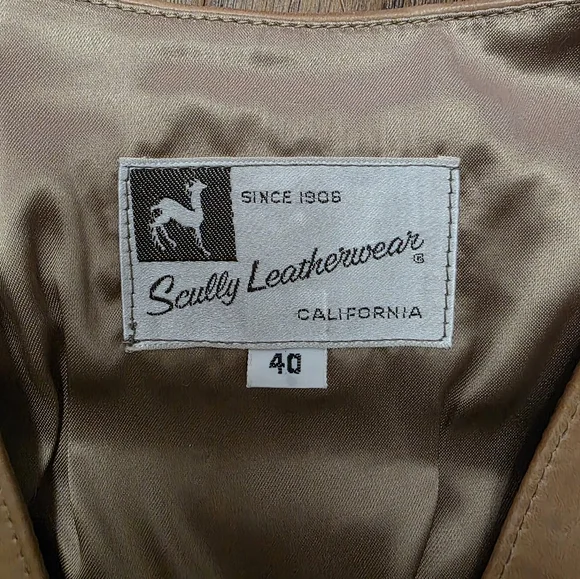 SINCE 1906
Scully Leatherwear ®
CALIFORNIA
40